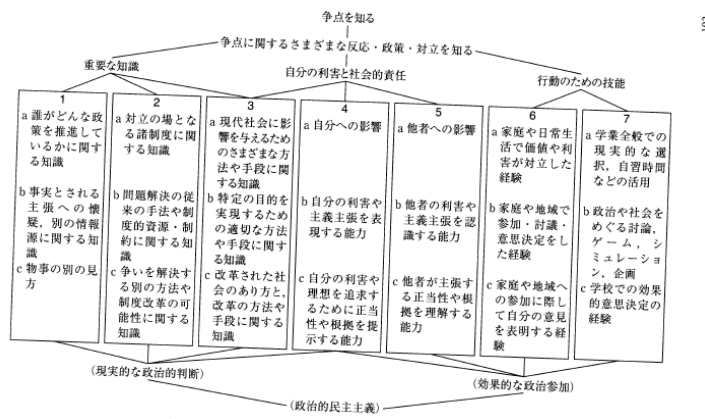 争点を知る
争点に関するさまざまな反応・政策・対立を知る
重要な知識
自分の利害と社会的責任
行動のための技能
1
a 誰がどんな政
策を推進して
いるかに関す
る知識
b 事実とされる
主張への懐
疑，別の情報
源に関する知
識
c 物事の別の見
方
2
a 対立の場とな
る諸制度に関
する知識
b 問題解決の従
来の手法や制
度的資源・制
約に関する知
識
c 争いを解決す
る別の方法や
制度改革の可
能性に関する
知識
3
a 現代社会に影
響を与えるため
のさまざまな方
法や手段に関す
る知識
b 特定の目的を
実現するため
の適切な方法
や手段に関す
る知識
c 改革された社
会のあり方と，
改革の方法や
手段に関する
知識
4
a 自分への影響
b 自分の利害や
主義主張を表
現する能力
c 自分の利害や
理想を追求す
るために正当
性や根拠を提
示する能力
5
a 他者への影響
b 他者の利害や
主義主張を認
識する能力
c 他者が主張す
る正当性や根
拠を理解する
能力
6
a 家庭や日常生
活で価値や利
害が対立した
経験
b 家庭や地域で
参加・討議・
意思決定をし
た経験
c 家庭や地域へ
の参加に際し
て自分の意見
を表明する経
験
7
a 学業全般での
現実的な選
択，自習時間
などの活用
b 政治や社会を
めぐる討論，
ゲーム，シ
ミュレーショ
ン，企画
c 学校での効果
的意思決定の
経験
（現実的な政治的判断）
（効果的な政治参加）
（政治的民主主義）